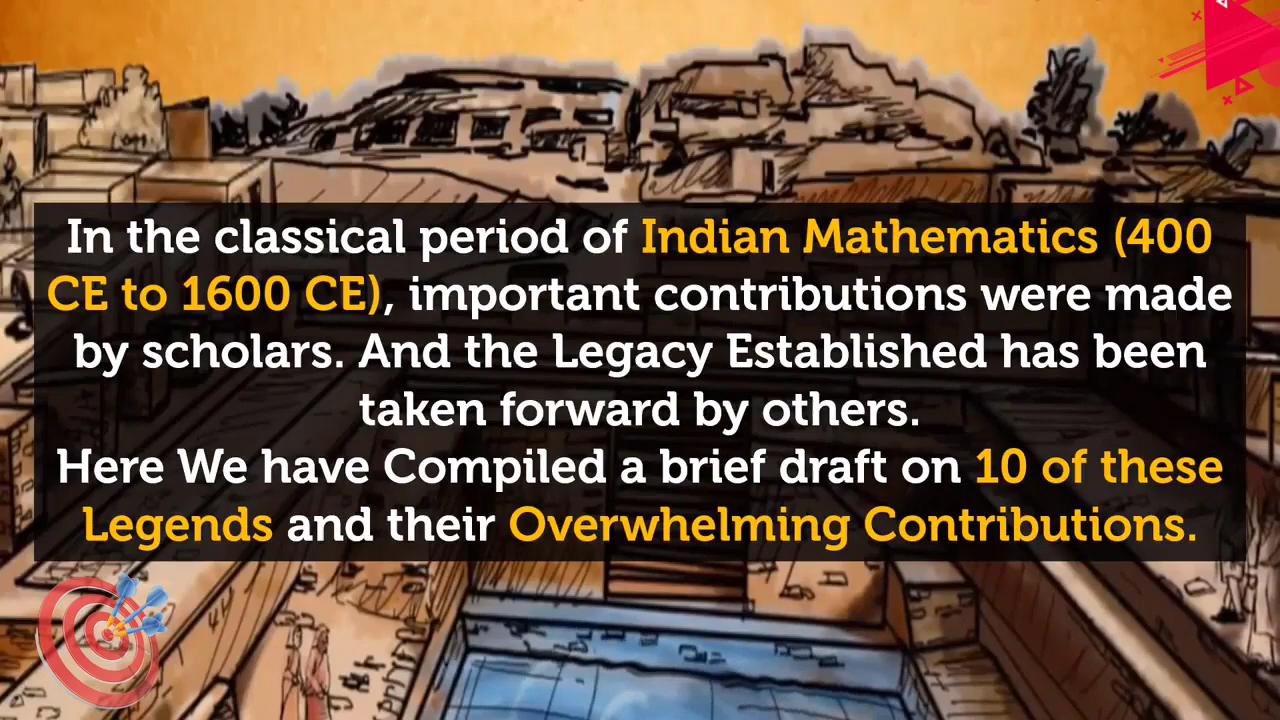 In the classical period of Indian Mathematics (400
CE to 1600 CE), important contributions were made
by scholars. And the Legacy Established has been
taken forward by others.
Here We have Compiled a brief draft on 10 of these
Legends and their Overwhelming Contributions.